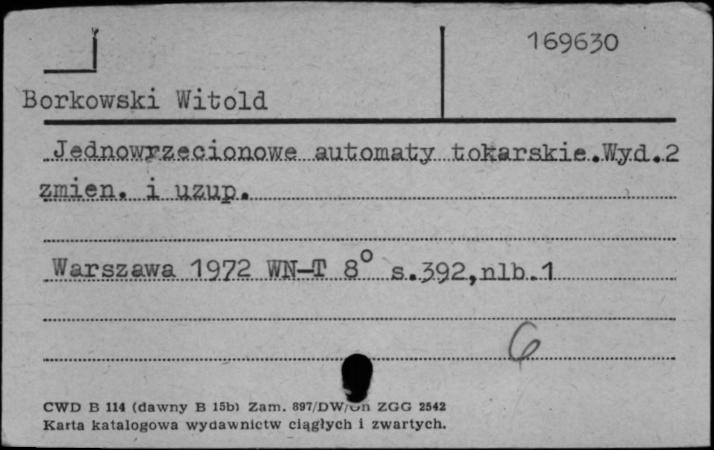 169630
Borkowski Witold
Jednowrzecionowe automaty tokarskie.Wyd.2
zmien. i uzup.
Warszawa 1972 WN-T 8° s.392,nlb.1
6
CWD B 114 (dawny B 15b) Zam. 897/DW/ ZGG 2542
Karta katalogowa wydawnictw ciągłych i zwartych.